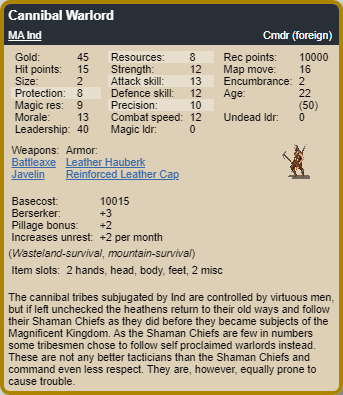 Cannibal Warlord
MA Ind Cmdr (foreign)
Gold: 45 Resources: 8 Rec points: 10000
Hit points: 15 Strength: 12 Map move: 16
Size: 2 Attack skill: 13 Encumbrance: 2
Protection: 8 Defence skill: 12 Age: 22
Magic res: 9 Precision: 10 (50)
Morale: 13 Combat speed: 12 Undead ldr: 0
Leadership: 40 Magic ldr: 0
Weapons: Armor:
Battleaxe Leather Hauberk
Javelin Reinforced Leather Cap
Basecost: 10015
Berserker: +3
Pillage bonus: +2
Increases unrest: +2 per month
(Wasteland-survival, mountain-survival)
Item slots: 2 hands, head, body, feet, 2 misc
The cannibal tribes subjugated by Ind are controlled by virtuous men,
but if left unchecked the heathens return to their old ways and follow
their Shaman Chiefs as they did before they became subjects of the
Magnificent Kingdom. As the Shaman Chiefs are few in numbers
some tribesmen chose to follow self proclaimed warlords instead.
These are not any better tacticians than the Shaman Chiefs and
command even less respect. They are, however, equally prone to
cause trouble.